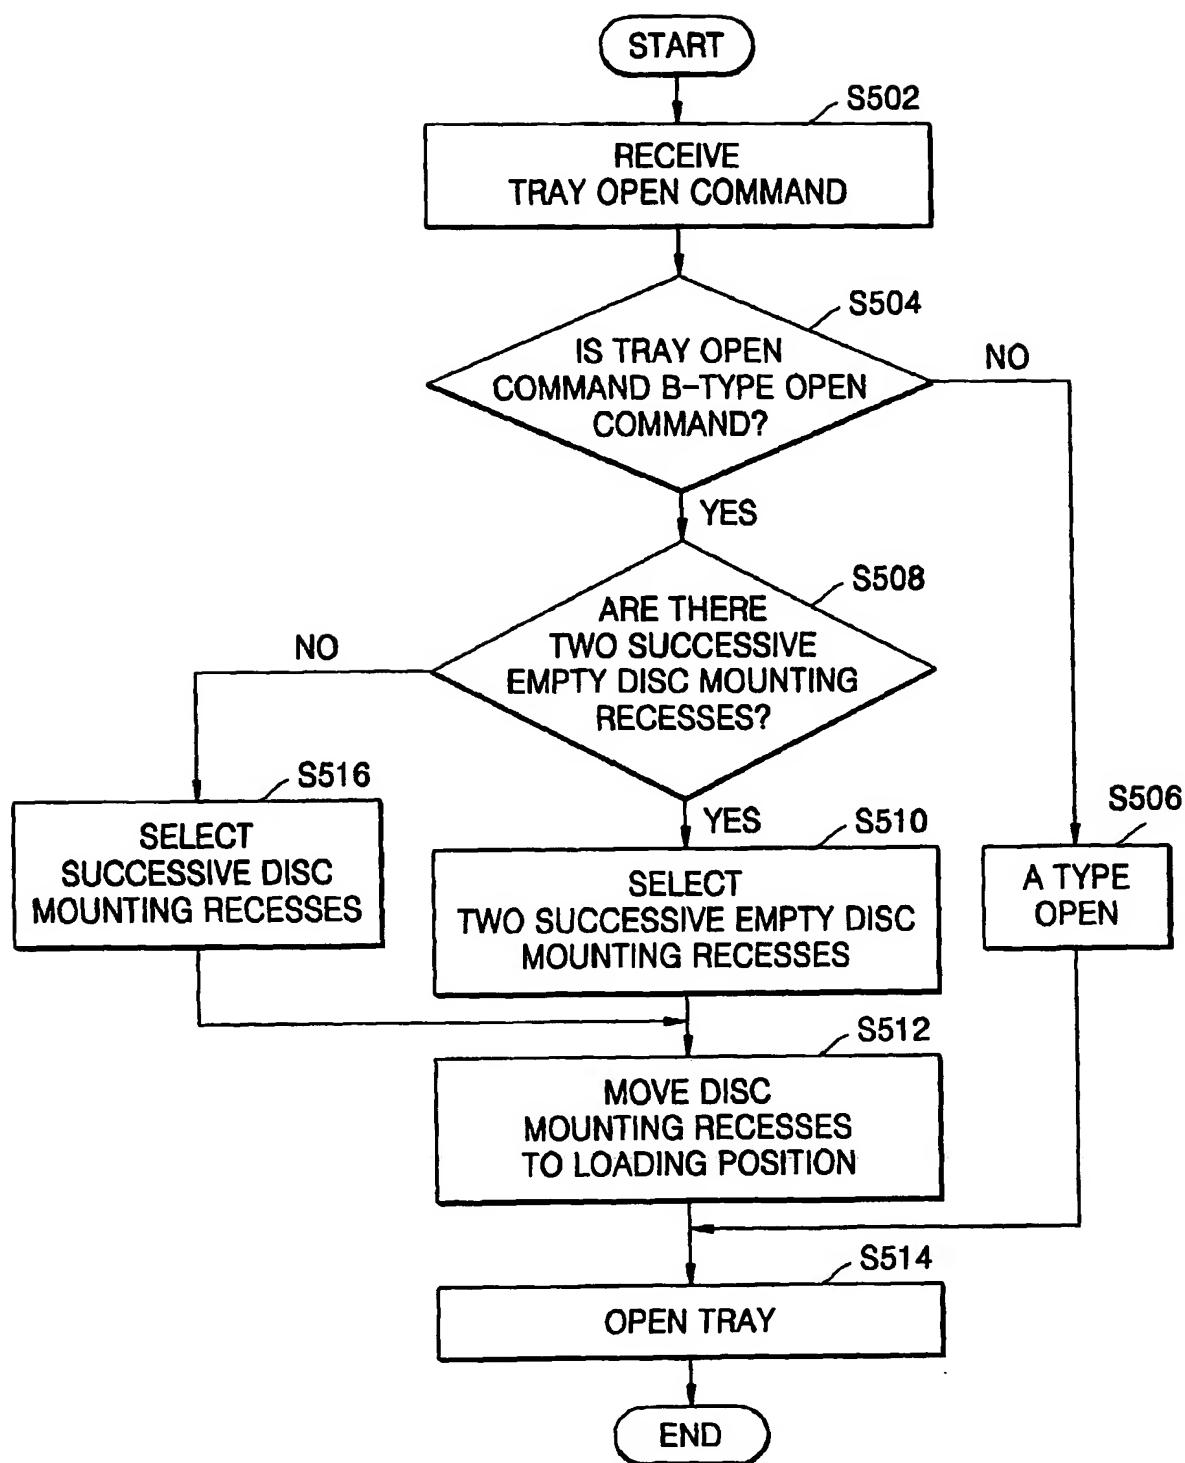 START
S502
RECEIVE
TRAY OPEN COMMAND
S504
IS TRAY OPEN
COMMAND B-TYPE OPEN
COMMAND?
NO
YES
S508
ARE THERE
TWO SUCCESSIVE
EMPTY DISC MOUNTING
RECESSES?
NO
S516
SELECT
SUCCESSIVE DISC
MOUNTING RECESSES
YES
S510
SELECT
TWO SUCCESSIVE EMPTY DISC
MOUNTING RECESSES
S506
A TYPE
OPEN
S512
MOVE DISC
MOUNTING RECESSES
TO LOADING POSITION
S514
OPEN TRAY
END